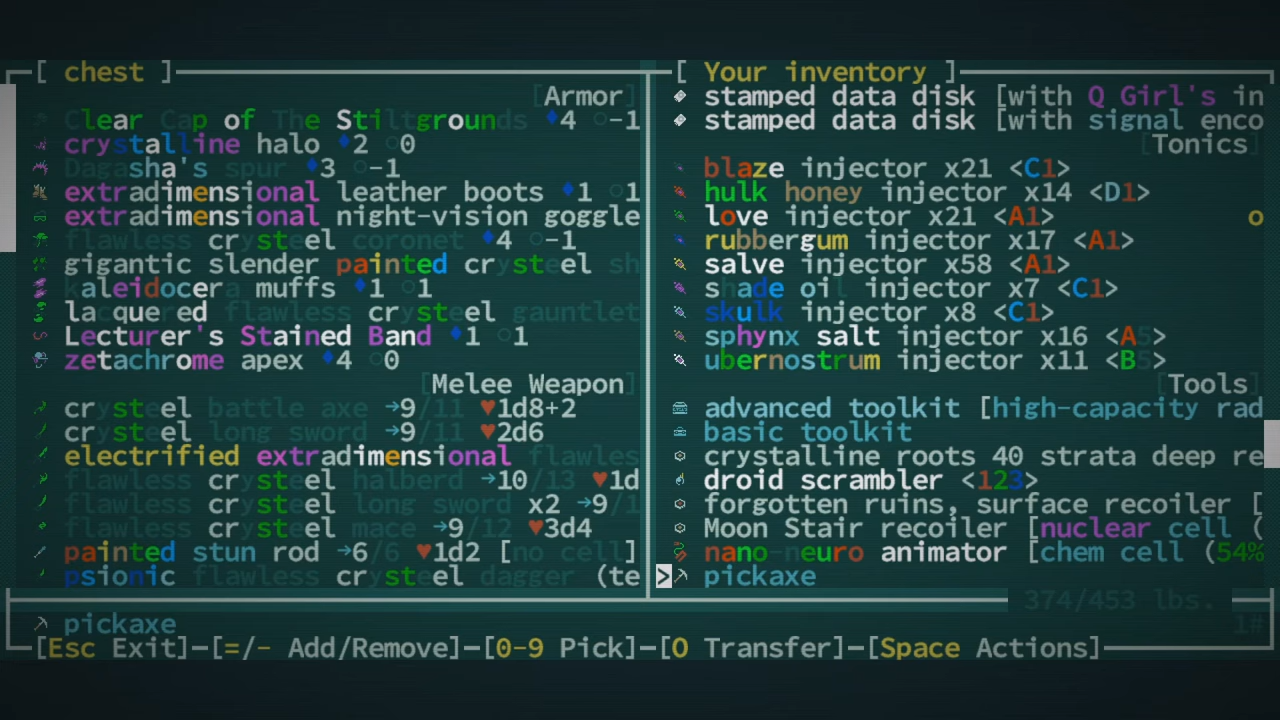 [ chest ]
[Armor]
Clear Cap of The Stiltgrounds ♦4 ○-1
crystalline halo ♦2 ○0
Dagasha's spur ♦3 ○-1
extradimensional leather boots ♦1 ○1
extradimensional night-vision goggle
flawless crysteel coronet ♦4 ○-1
gigantic slender painted crysteel sh
kaleidocera muffs ♦1 ○1
lacquered flawless crysteel gauntlet
Lecturer's Stained Band ♦1 ○1
zetachrome apex ♦4 ○0
[Melee Weapon]
crysteel battle axe →9/11 ♥1d8+2
crysteel long sword →9/11 ♥2d6
electrified extradimensional flawles
flawless crysteel halberd →10/13 ♥1d
flawless crysteel long sword x2 →9/1
flawless crysteel mace →9/12 ♥3d4
painted stun rod →6/6 ♥1d2 [no cell]
psionic flawless crysteel dagger (te
[ Your inventory ]
stamped data disk [with Q Girl's in
stamped data disk [with signal enco
[Tonics]
blaze injector x21 <C1>
hulk honey injector x14 <D1>
love injector x21 <A1>
o
rubbergum injector x17 <A1>
salve injector x58 <A1>
shade oil injector x7 <C1>
skulk injector x8 <C1>
sphynx salt injector x16 <A5>
ubernostrum injector x11 <B5>
[Tools]
advanced toolkit [high-capacity rad
basic toolkit
crystalline roots 40 strata deep re
droid scrambler <123>
forgotten ruins, surface recoiler [
Moon Stair recoiler [nuclear cell (
nano-neuro animator [chem cell (54%
> pickaxe
374/453 lbs.
pickaxe
1#
[Esc Exit]-[=/- Add/Remove]-[0-9 Pick]-[O Transfer]-[Space Actions]